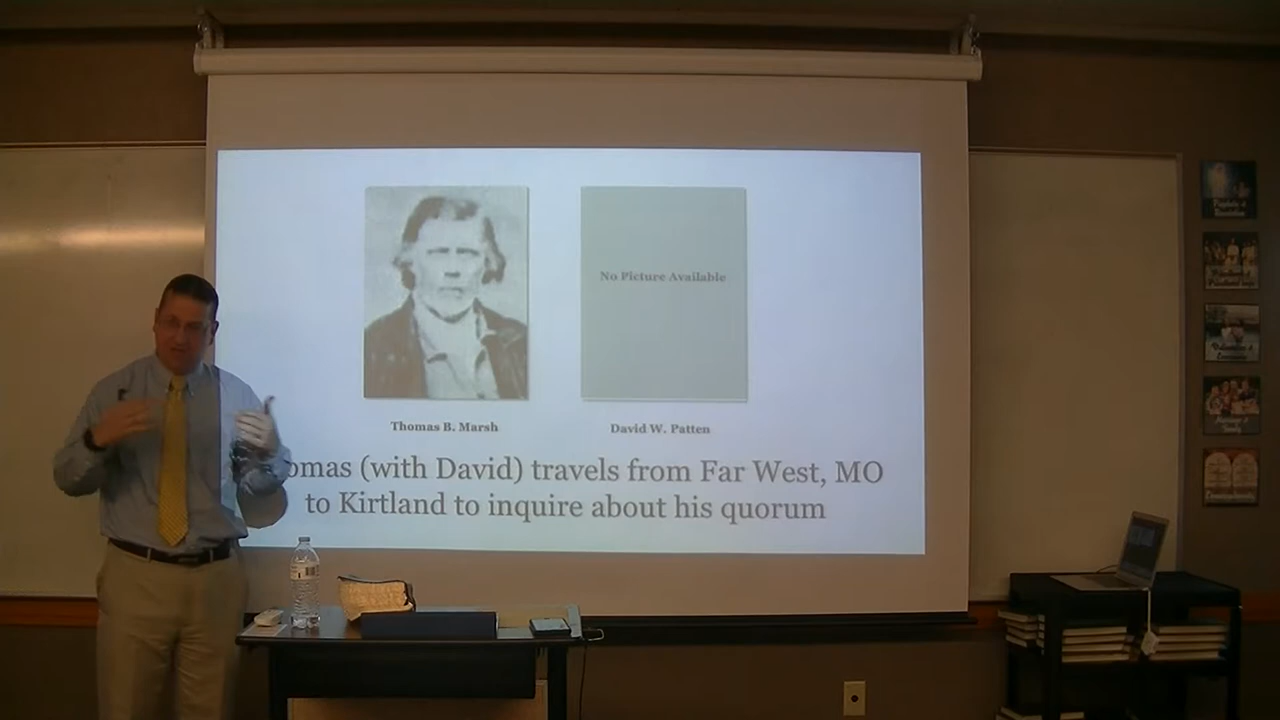 No Picture Available
Thomas B. Marsh
David W. Patten
omas (with David) travels from Far West, MO
to Kirtland to inquire about his quorum